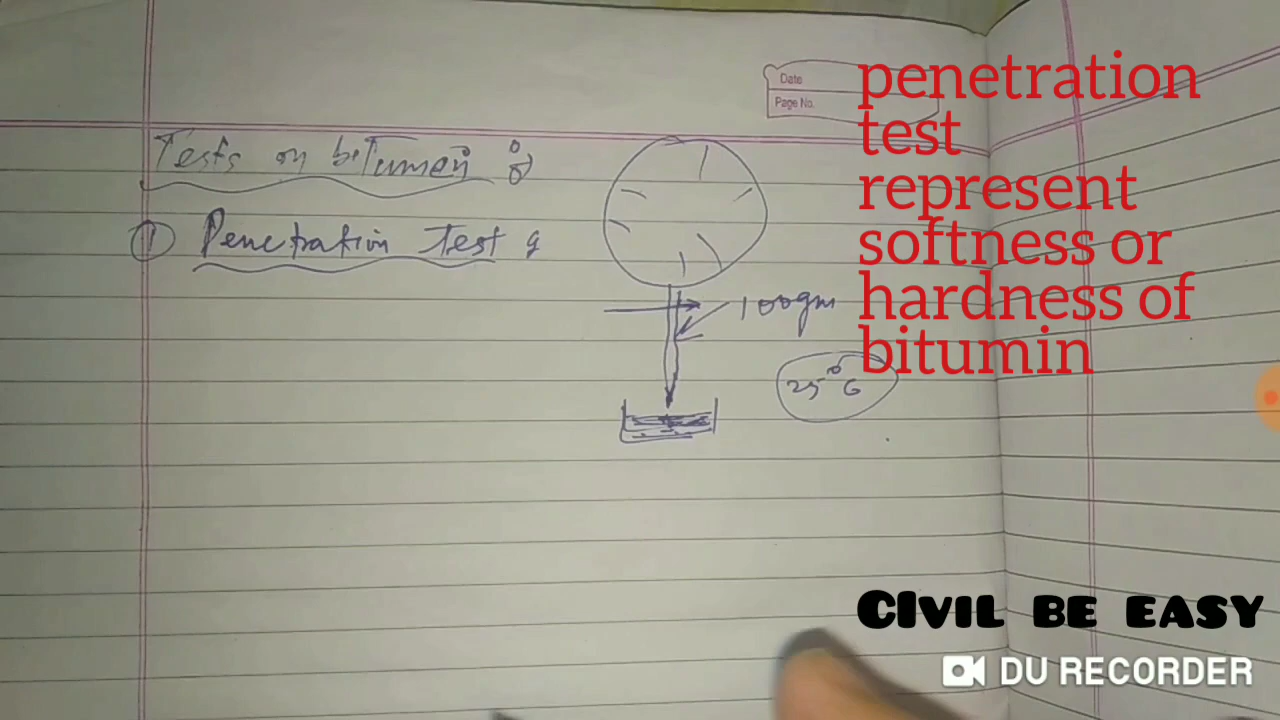 Date
Page No.
penetration
test
represent
softness or
hardness of
bitumin
Tests on bitumen :
① Penetration Test :
100gm
25°C
CIVIL BE EASY
DU RECORDER